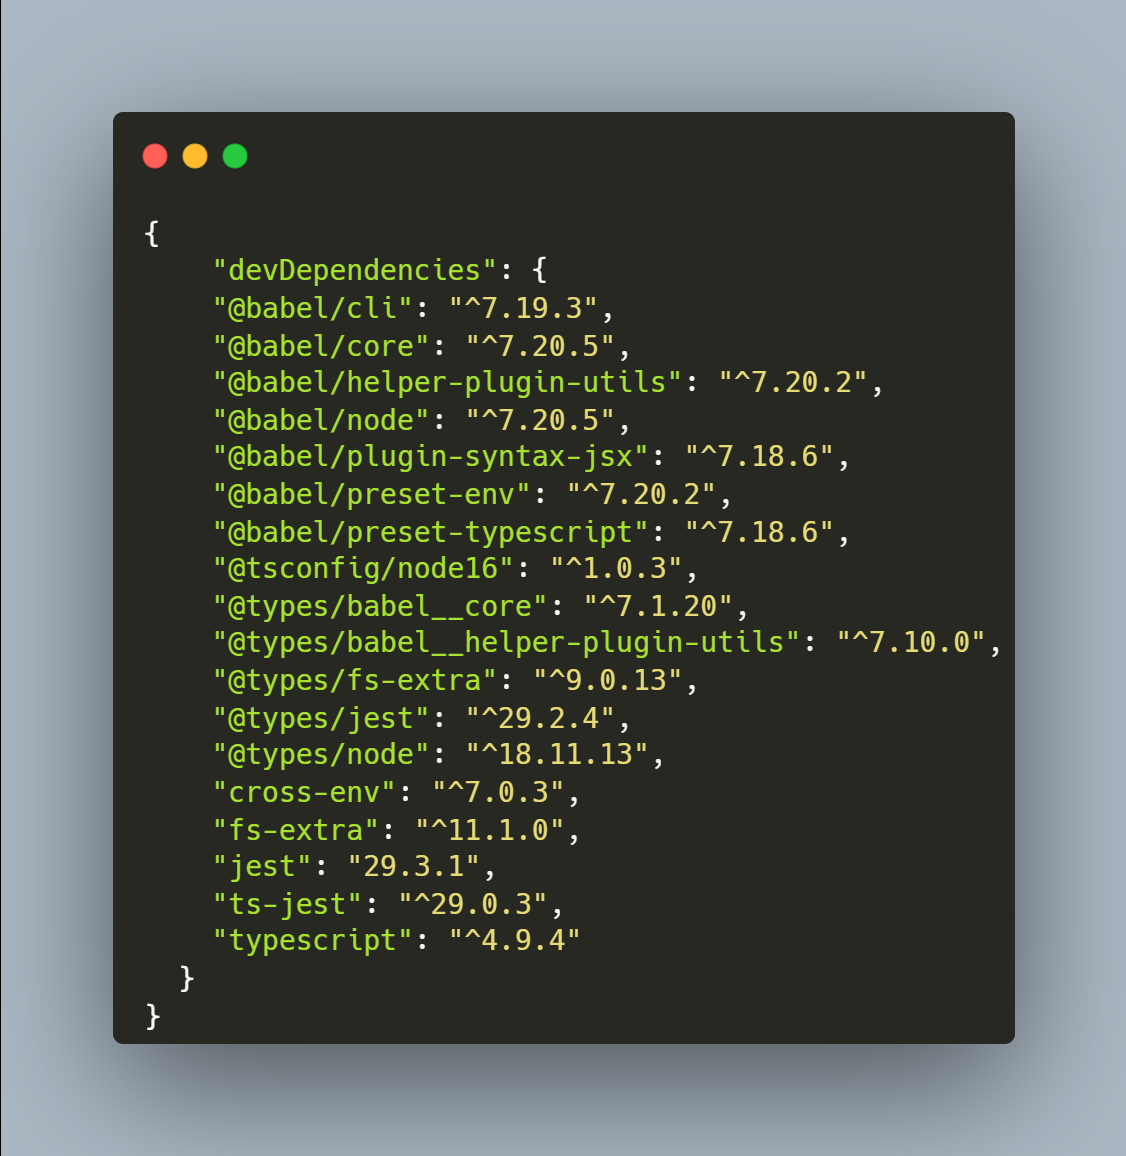 {
    "devDependencies": {
    "@babel/cli": "^7.19.3",
    "@babel/core": "^7.20.5",
    "@babel/helper-plugin-utils": "^7.20.2",
    "@babel/node": "^7.20.5",
    "@babel/plugin-syntax-jsx": "^7.18.6",
    "@babel/preset-env": "^7.20.2",
    "@babel/preset-typescript": "^7.18.6",
    "@tsconfig/node16": "^1.0.3",
    "@types/babel__core": "^7.1.20",
    "@types/babel__helper-plugin-utils": "^7.10.0",
    "@types/fs-extra": "^9.0.13",
    "@types/jest": "^29.2.4",
    "@types/node": "^18.11.13",
    "cross-env": "^7.0.3",
    "fs-extra": "^11.1.0",
    "jest": "29.3.1",
    "ts-jest": "^29.0.3",
    "typescript": "^4.9.4"
  }
}